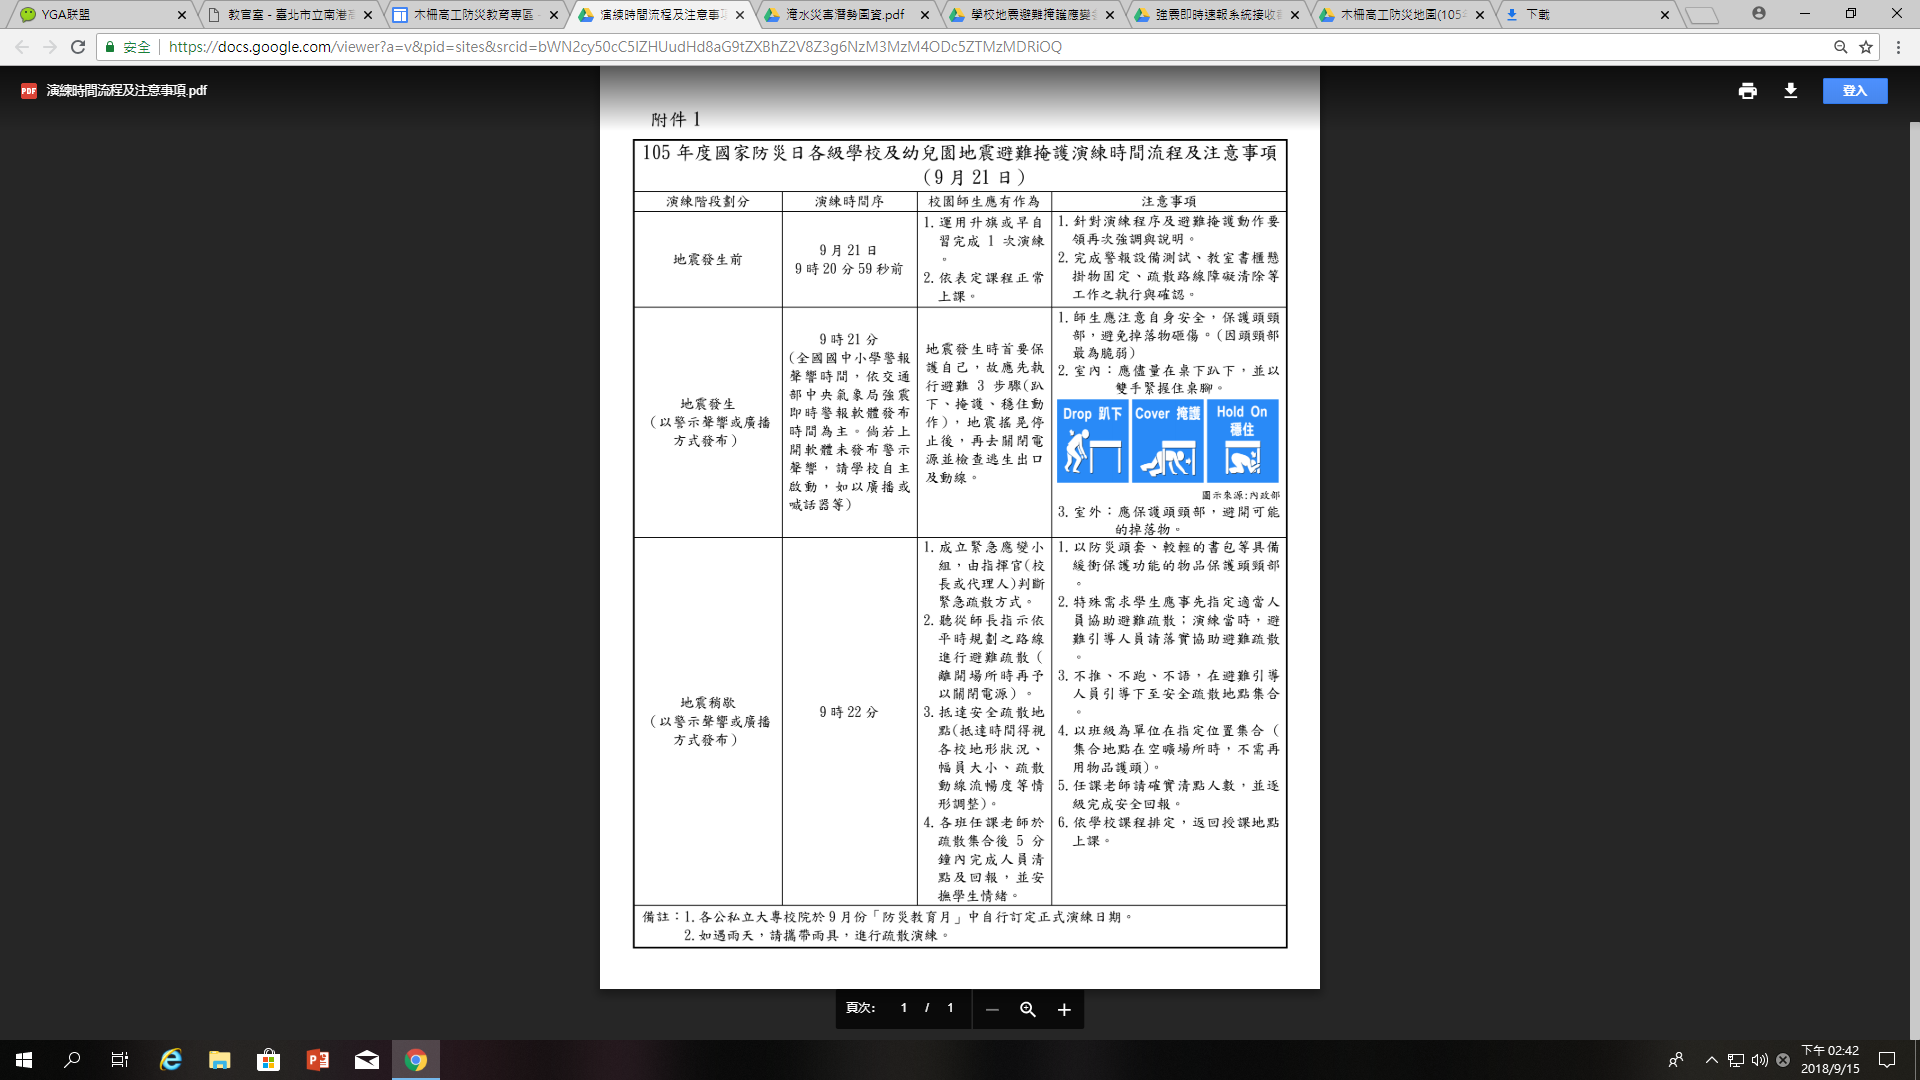 YGA联盟
教官室 - 臺北市立南港
木柵高工防災教育專區 -
演練時間流程及注意事項
淹水災害潛勢圖資.pdf
學校地震避難掩護應變
強震即時速報系統接收
木柵高工防災地圖(105
下載
安全
https://docs.google.com/viewer?a=v&pid=sites&srcid=
演練時間流程及注意事項.pdf
登入
附件 1
105 年度國家防災日各級學校及幼兒園地震避難掩護演練時間流程及注意事項
(9 月 21 日)
演練階段劃分
演練時間序
校園師生應有作為
注意事項
地震發生前
9 月 21 日
9 時 20 分 59 秒前
1. 運用升旗或早自
習完成 1 次演練
。
2. 依表定課程正常
上課。
1. 針對演練程序及避難掩護動作要
領再次強調與說明。
2. 完成警報設備測試、教室書櫃懸
掛物固定、疏散路線障礙清除等
工作之執行與確認。
地震發生
(以警示聲響或廣播
方式發布)
9 時 21 分
(全國國中小學警報
聲響時間，依交通
部中央氣象局強震
即時警報軟體發布
時間為主。倘若上
開軟體未發布警示
聲響，請學校自主
啟動，如以廣播或
喊話器等)
地震發生時首要保
護自己，故應先執
行避難 3 步驟(趴
下、掩護、穩住動
作)，地震搖晃停
止後，再去關閉電
源並檢查逃生出口
及動線。
1. 師生應注意自身安全，保護頭頸
部，避免掉落物砸傷。(因頭頸部
最為脆弱)
2. 室內：應儘量在桌下趴下，並以
雙手緊握住桌腳。
Drop 趴下
Cover 掩護
Hold On
穩住
圖示來源:內政部
3. 室外：應保護頭頸部，避開可能
的掉落物。
地震稍歇
(以警示聲響或廣播
方式發布)
9 時 22 分
1. 成立緊急應變小
組，由指揮官(校
長或代理人)判斷
緊急疏散方式。
2. 聽從師長指示依
平時規劃之路線
進行避難疏散(
離開場所時再予
以關閉電源)。
3. 抵達安全疏散地
點(抵達時間得視
各校地形狀況、
幅員大小、疏散
動線流暢度等情
形調整)。
4. 各班任課老師於
疏散集合後 5 分
鐘內完成人員清
點及回報，並安
撫學生情緒。
1. 以防災頭套、較輕的書包等具備
緩衝保護功能的物品保護頭頸部
。
2. 特殊需求學生應事先指定適當人
員協助避難疏散；演練當時，避
難引導人員請落實協助避難疏散
。
3. 不推、不跑、不語，在避難引導
人員引導下至安全疏散地點集合
。
4. 以班級為單位在指定位置集合(
集合地點在空曠場所時，不需再
用物品護頭)。
5. 任課老師請確實清點人數，並逐
級完成安全回報。
6. 依學校課程排定，返回授課地點
上課。
備註：1. 各公私立大專校院於 9 月份「防災教育月」中自行訂定正式演練日期。
2. 如遇雨天，請攜帶雨具，進行疏散演練。
頁次: 1 / 1
下午 02:42
2018/9/15